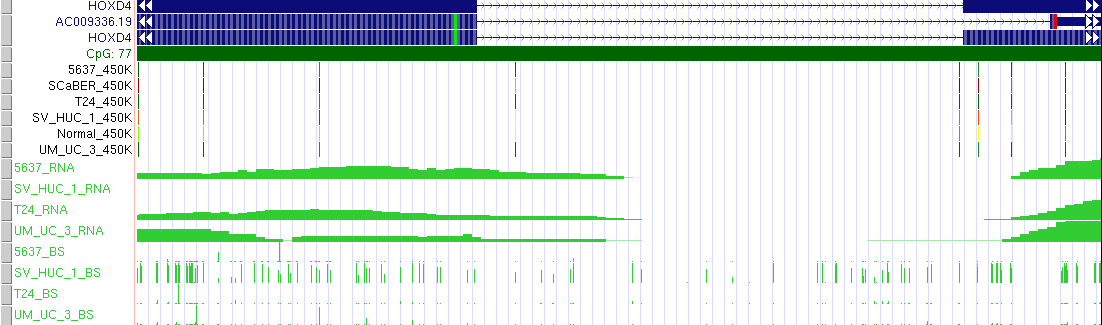 HOXD4
AC009336.19
HOXD4
CpG: 77
5637_450K
SCaBER_450K
T24_450K
SV_HUC_1_450K
Normal_450K
UM_UC_3_450K
5637_RNA
SV_HUC_1_RNA
T24_RNA
UM_UC_3_RNA
5637_BS
SV_HUC_1_BS
T24_BS
UM_UC_3_BS